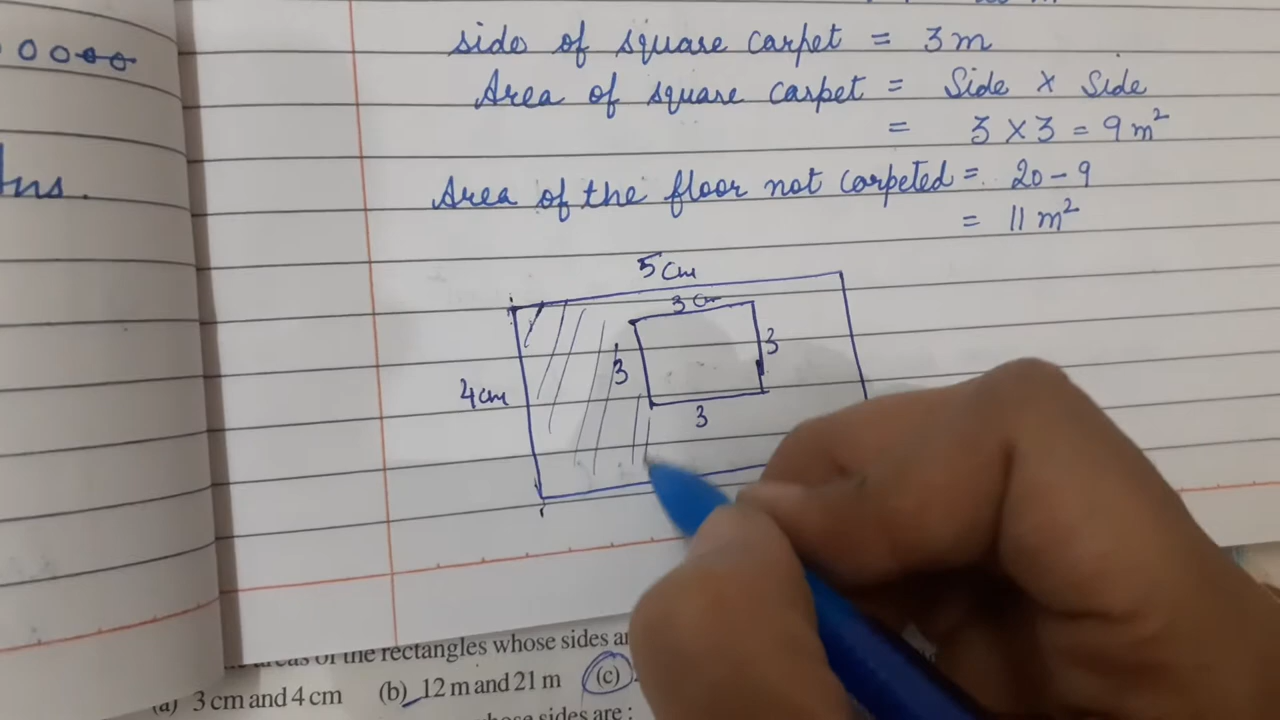 side of square carpet = 3 m
Area of square carpet = Side × Side
= 3 × 3 = 9 m²
Ans.
Area of the floor not carpeted = 20 - 9
= 11 m²
5 cm
3 cm
3
3
4 cm
3
of the rectangles whose sides
(a) 3 cm and 4 cm (b) 12 m and 21 m (c)
sides are :